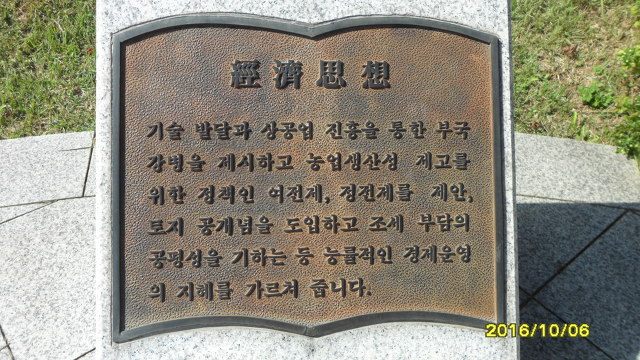 經濟思想
기술 발달과 상공업 진흥을 통한 부국
강병을 제시하고 농업생산성 제고를
위한 정책인 여전제, 정전제를 제안,
토지 공개념을 도입하고 조세 부담의
공평성을 기하는 등 능률적인 경제운영
의 지혜를 가르쳐 줍니다.
2016/10/06